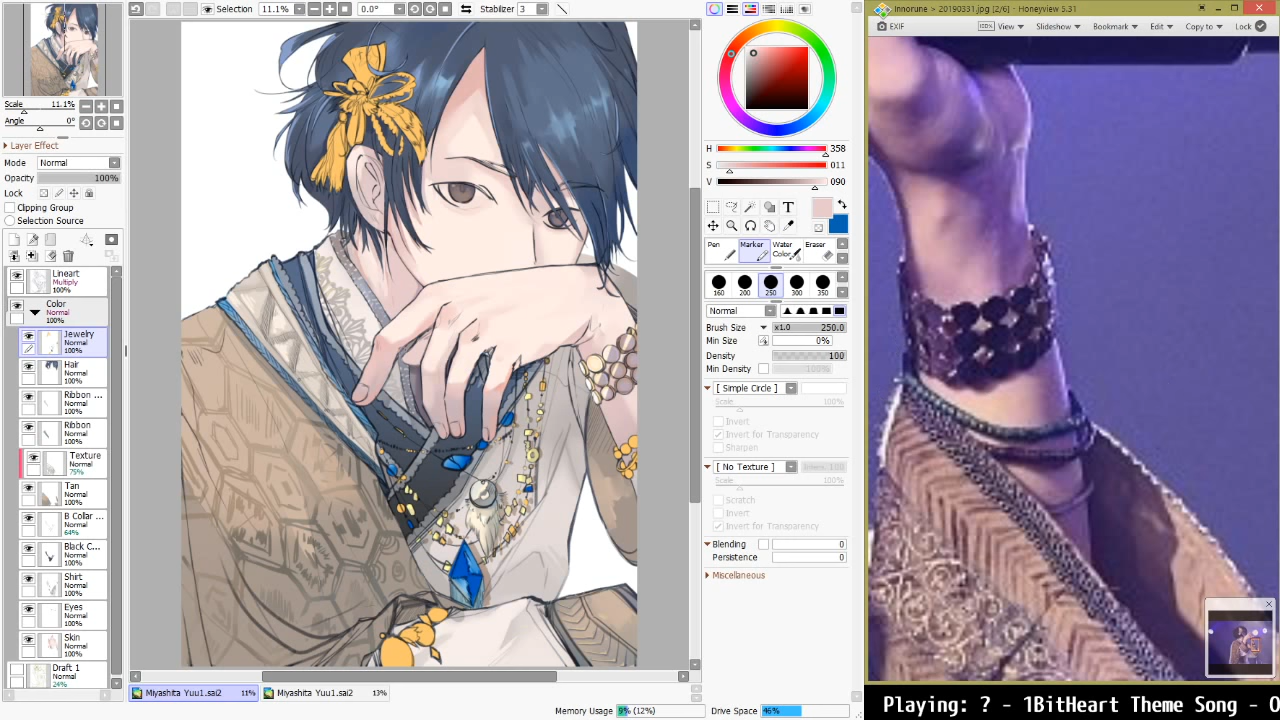 Selection
11.1%
0.0°
Stabilizer 3
Innorune > 20190331.jpg [2/6] - Honeyview 5.31
EXIF
100% View Slideshow Bookmark Edit Copy to Lock
Scale 11.1%
Angle 0°
Layer Effect
Mode Normal
Opacity 100%
Lock
Clipping Group
Selection Source
Lineart
Multiply
100%
Color
Normal
100%
Jewelry
Normal
100%
Hair
Normal
100%
Ribbon ...
Normal
100%
Ribbon
Normal
100%
Texture
Normal
75%
Tan
Normal
100%
B Collar ...
Normal
64%
Black C...
Normal
100%
Shirt
Normal
100%
Eyes
Normal
100%
Skin
Normal
100%
Draft 1
24%
H 358
S 011
V 090
T
Pen
Marker
Water Color
Eraser
160 200 250 300 350
Normal
Brush Size x1.0 250.0
Min Size 0%
Density 100
Min Density 100%
[ Simple Circle ]
Scale 100%
Invert
Invert for Transparency
Sharpen
[ No Texture ]
Scale 100%
Scratch
Invert
Invert for Transparency
Blending 0
Persistence 0
Miscellaneous
Miyashita Yuu1.sai2 11%
Miyashita Yuu1.sai2 13%
Memory Usage 9% (12%)
Drive Space 46%
Playing: ? - 1BitHeart Theme Song -